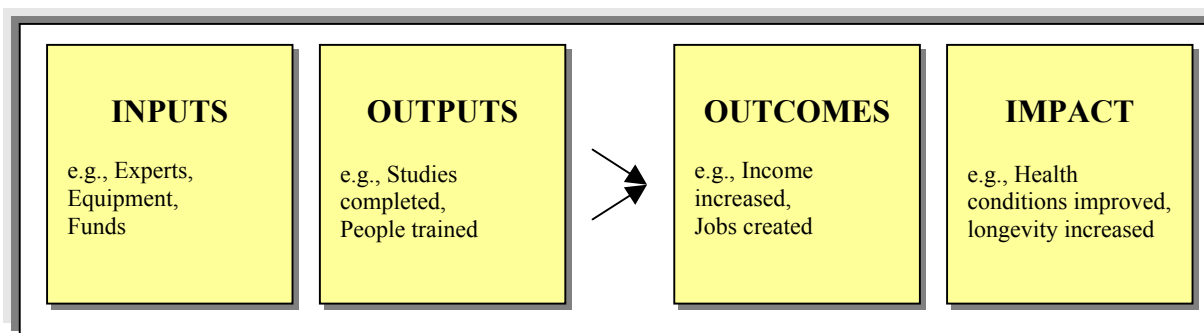 INPUTS
e.g., Experts,
Equipment,
Funds
OUTPUTS
e.g., Studies
completed,
People trained
OUTCOMES
e.g., Income
increased,
Jobs created
IMPACT
e.g., Health
conditions improved,
longevity increased